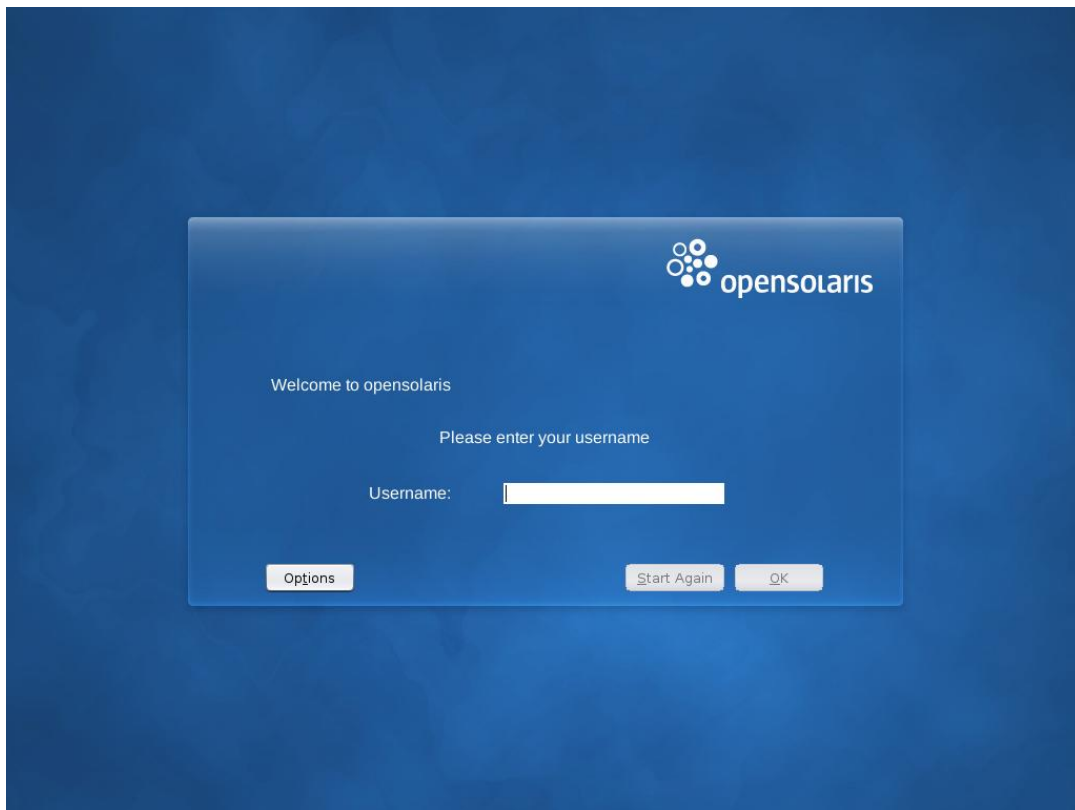 opensolaris
Welcome to opensolaris
Please enter your username
Username:
Options
Start Again
OK